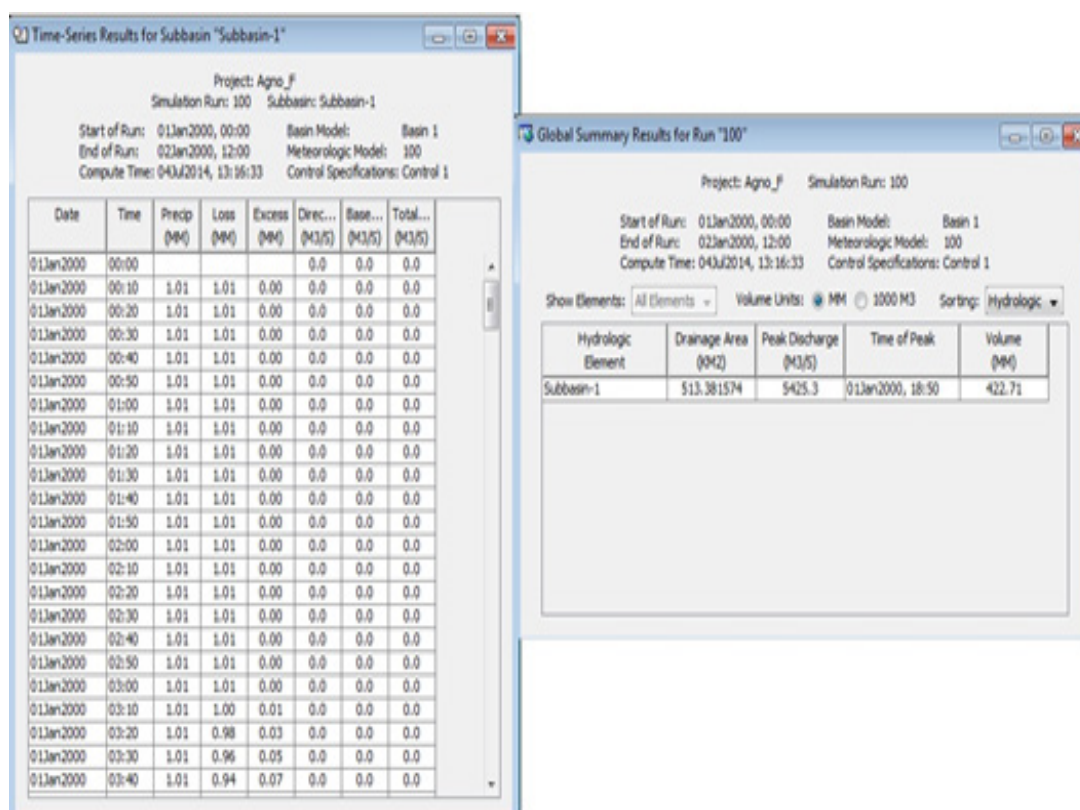 Time-Series Results for Subbasin "Subbasin-1"
Project: Agno_F
Simulation Run: 100 Subbasin: Subbasin-1
Start of Run: 01Jan2000, 00:00 Basin Model: Basin 1
End of Run: 02Jan2000, 12:00 Meteorologic Model: 100
Compute Time: 04Jul2014, 13:16:33 Control Specifications: Control 1
Date Time Precip Loss Excess Direc... Base... Total...
(MM) (MM) (MM) (M3/S) (M3/S) (M3/S)
01Jan2000 00:00 0.0 0.0 0.0
01Jan2000 00:10 1.01 1.01 0.00 0.0 0.0 0.0
01Jan2000 00:20 1.01 1.01 0.00 0.0 0.0 0.0
01Jan2000 00:30 1.01 1.01 0.00 0.0 0.0 0.0
01Jan2000 00:40 1.01 1.01 0.00 0.0 0.0 0.0
01Jan2000 00:50 1.01 1.01 0.00 0.0 0.0 0.0
01Jan2000 01:00 1.01 1.01 0.00 0.0 0.0 0.0
01Jan2000 01:10 1.01 1.01 0.00 0.0 0.0 0.0
01Jan2000 01:20 1.01 1.01 0.00 0.0 0.0 0.0
01Jan2000 01:30 1.01 1.01 0.00 0.0 0.0 0.0
01Jan2000 01:40 1.01 1.01 0.00 0.0 0.0 0.0
01Jan2000 01:50 1.01 1.01 0.00 0.0 0.0 0.0
01Jan2000 02:00 1.01 1.01 0.00 0.0 0.0 0.0
01Jan2000 02:10 1.01 1.01 0.00 0.0 0.0 0.0
01Jan2000 02:20 1.01 1.01 0.00 0.0 0.0 0.0
01Jan2000 02:30 1.01 1.01 0.00 0.0 0.0 0.0
01Jan2000 02:40 1.01 1.01 0.00 0.0 0.0 0.0
01Jan2000 02:50 1.01 1.01 0.00 0.0 0.0 0.0
01Jan2000 03:00 1.01 1.01 0.00 0.0 0.0 0.0
01Jan2000 03:10 1.01 1.00 0.01 0.0 0.0 0.0
01Jan2000 03:20 1.01 0.98 0.03 0.0 0.0 0.0
01Jan2000 03:30 1.01 0.96 0.05 0.0 0.0 0.0
01Jan2000 03:40 1.01 0.94 0.07 0.0 0.0 0.0
Global Summary Results for Run "100"
Project: Agno_F Simulation Run: 100
Start of Run: 01Jan2000, 00:00 Basin Model: Basin 1
End of Run: 02Jan2000, 12:00 Meteorologic Model: 100
Compute Time: 04Jul2014, 13:16:33 Control Specifications: Control 1
Show Elements: All Elements Volume Units: MM 1000 M3 Sorting: Hydrologic
Hydrologic Drainage Area Peak Discharge Time of Peak Volume
Element (KM2) (M3/S) (MM)
Subbasin-1 513.381574 5425.3 01Jan2000, 18:50 422.71